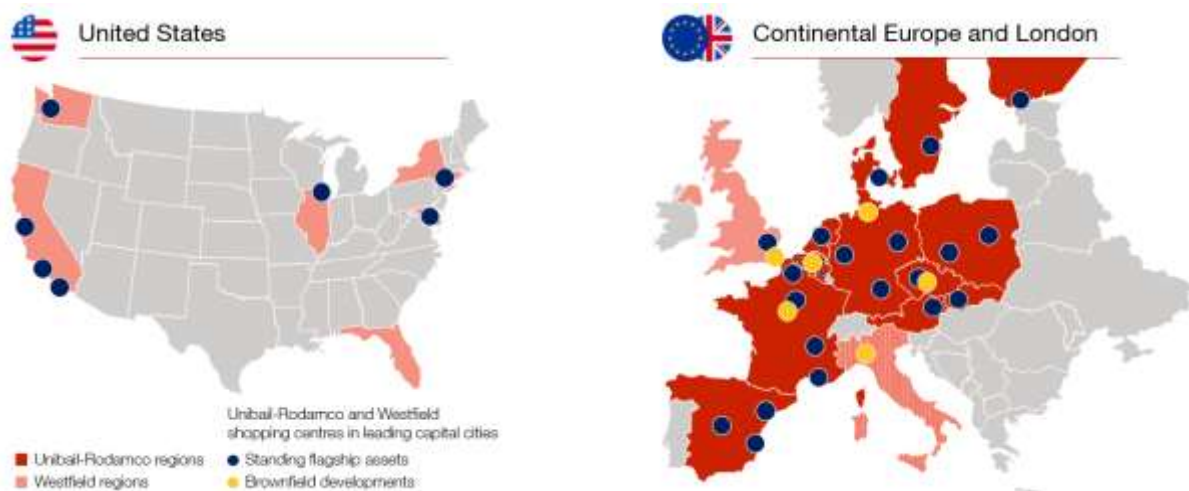 United States
Continental Europe and London
Unibail-Rodamco and Westfield
shopping centres in leading capital cities
Unibail-Rodamco regions
Standing flagship assets
Westfield regions
Brownfield developments